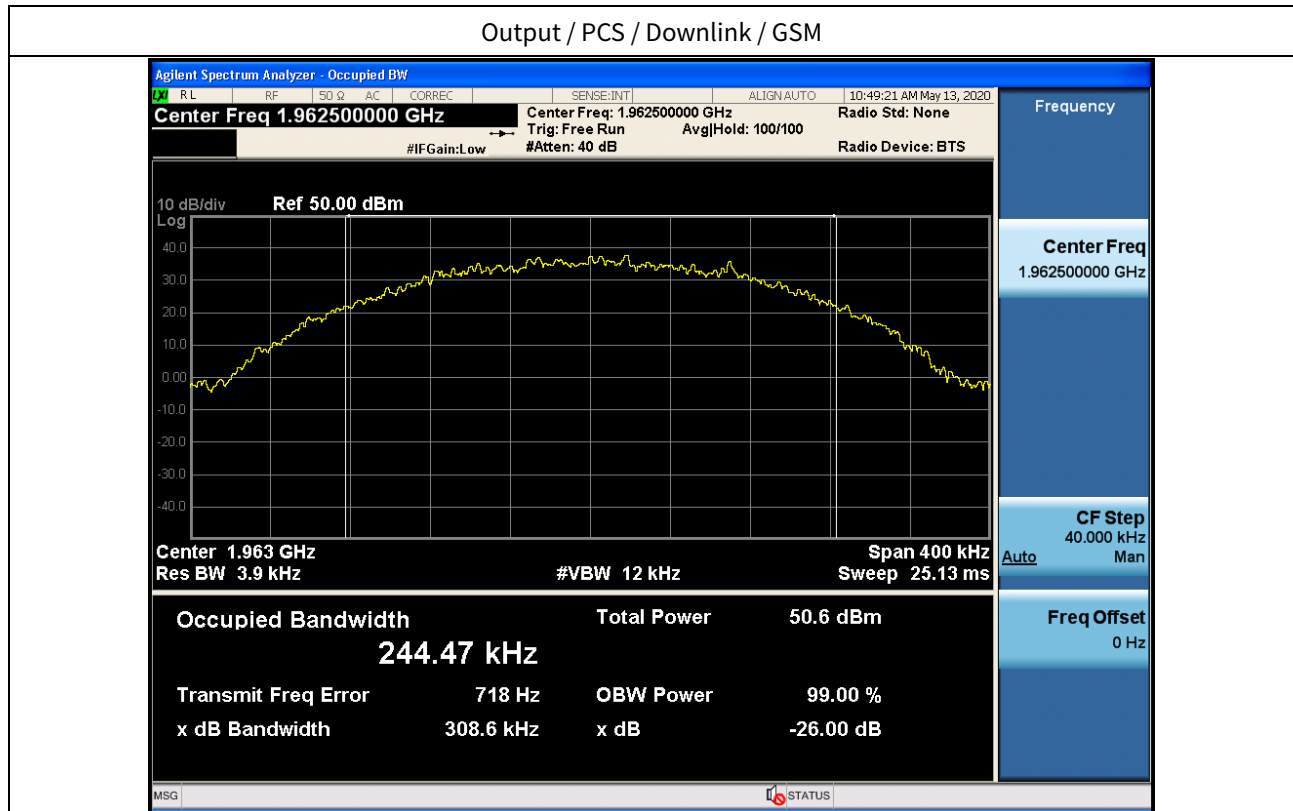 Output / PCS / Downlink / GSM
Agilent Spectrum Analyzer - Occupied BW
LXI RL RF 50 Ω AC CORREC SENSE:INT ALIGN AUTO 10:49:21 AM May 13, 2020
Center Freq 1.962500000 GHz Center Freq: 1.962500000 GHz Radio Std: None Frequency
Trig: Free Run Avg|Hold: 100/100
#IFGain:Low #Atten: 40 dB Radio Device: BTS
10 dB/div Ref 50.00 dBm
Log
40.0
30.0
20.0
10.0
0.00
-10.0
-20.0
-30.0
-40.0
Center 1.963 GHz Span 400 kHz
Res BW 3.9 kHz #VBW 12 kHz Sweep 25.13 ms
Center Freq
1.962500000 GHz
CF Step
40.000 kHz
Auto Man
Freq Offset
0 Hz
Occupied Bandwidth Total Power 50.6 dBm
244.47 kHz
Transmit Freq Error 718 Hz OBW Power 99.00 %
x dB Bandwidth 308.6 kHz x dB -26.00 dB
MSG STATUS